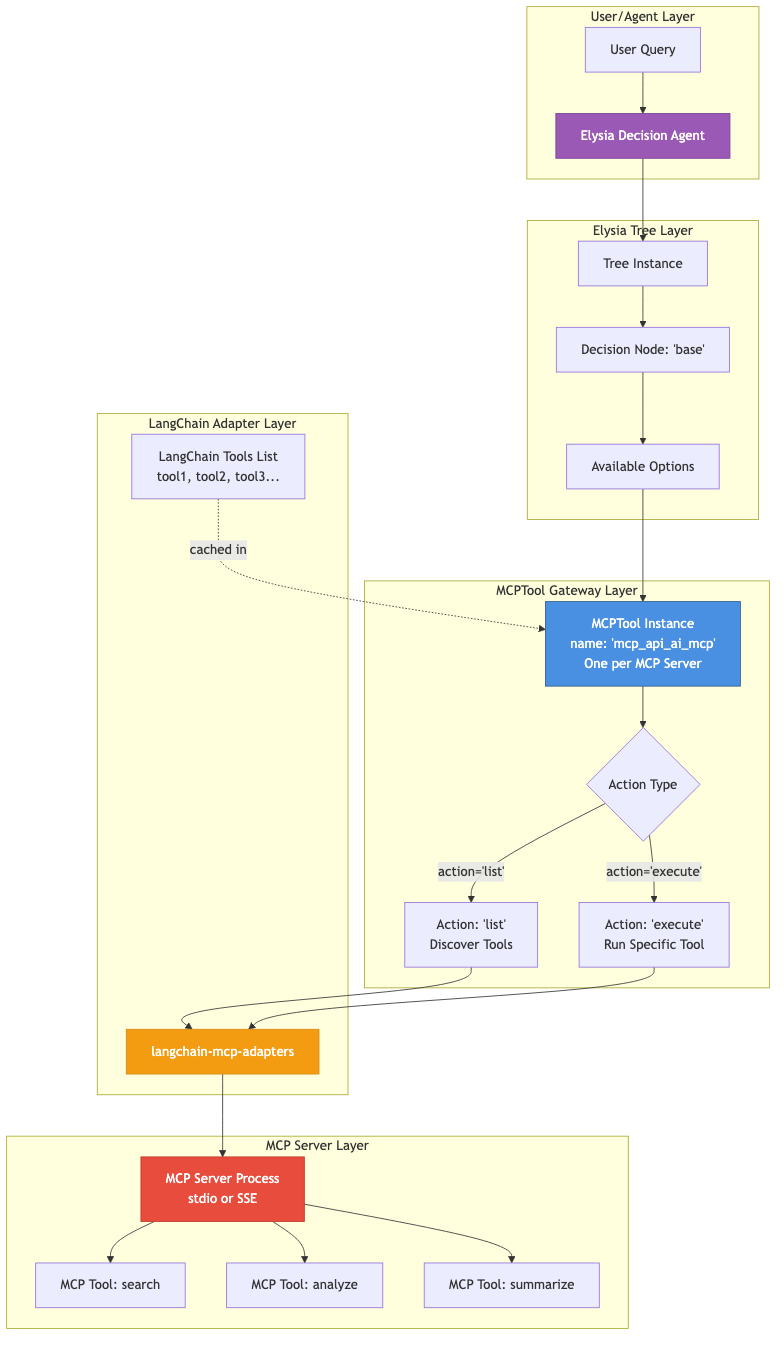 User/Agent Layer
User Query
Elysia Decision Agent
Elysia Tree Layer
Tree Instance
Decision Node: 'base'
Available Options
LangChain Adapter Layer
LangChain Tools List
tool1, tool2, tool3...
cached in
MCPTool Gateway Layer
MCPTool Instance
name: 'mcp_api_ai_mcp'
One per MCP Server
Action Type
action='list'
action='execute'
Action: 'list'
Discover Tools
Action: 'execute'
Run Specific Tool
langchain-mcp-adapters
MCP Server Layer
MCP Server Process
stdio or SSE
MCP Tool: search
MCP Tool: analyze
MCP Tool: summarize